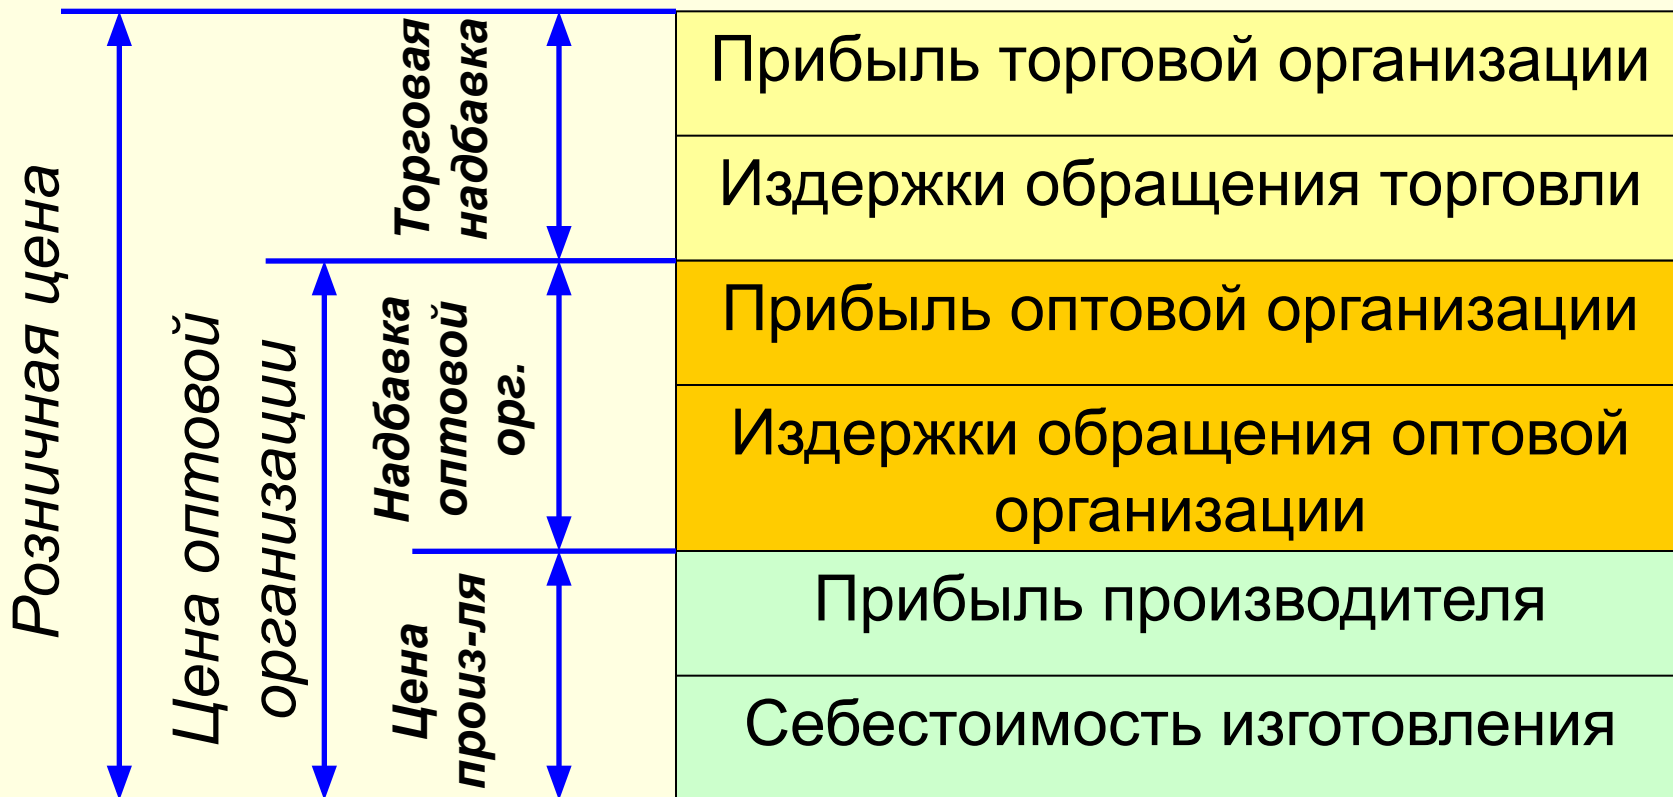 Розничная цена
Цена оптовой
организации
Торговая
надбавка
Надбавка
оптовой
орг.
Цена
произ-ля
Прибыль торговой организации
Издержки обращения торговли
Прибыль оптовой организации
Издержки обращения оптовой
организации
Прибыль производителя
Себестоимость изготовления